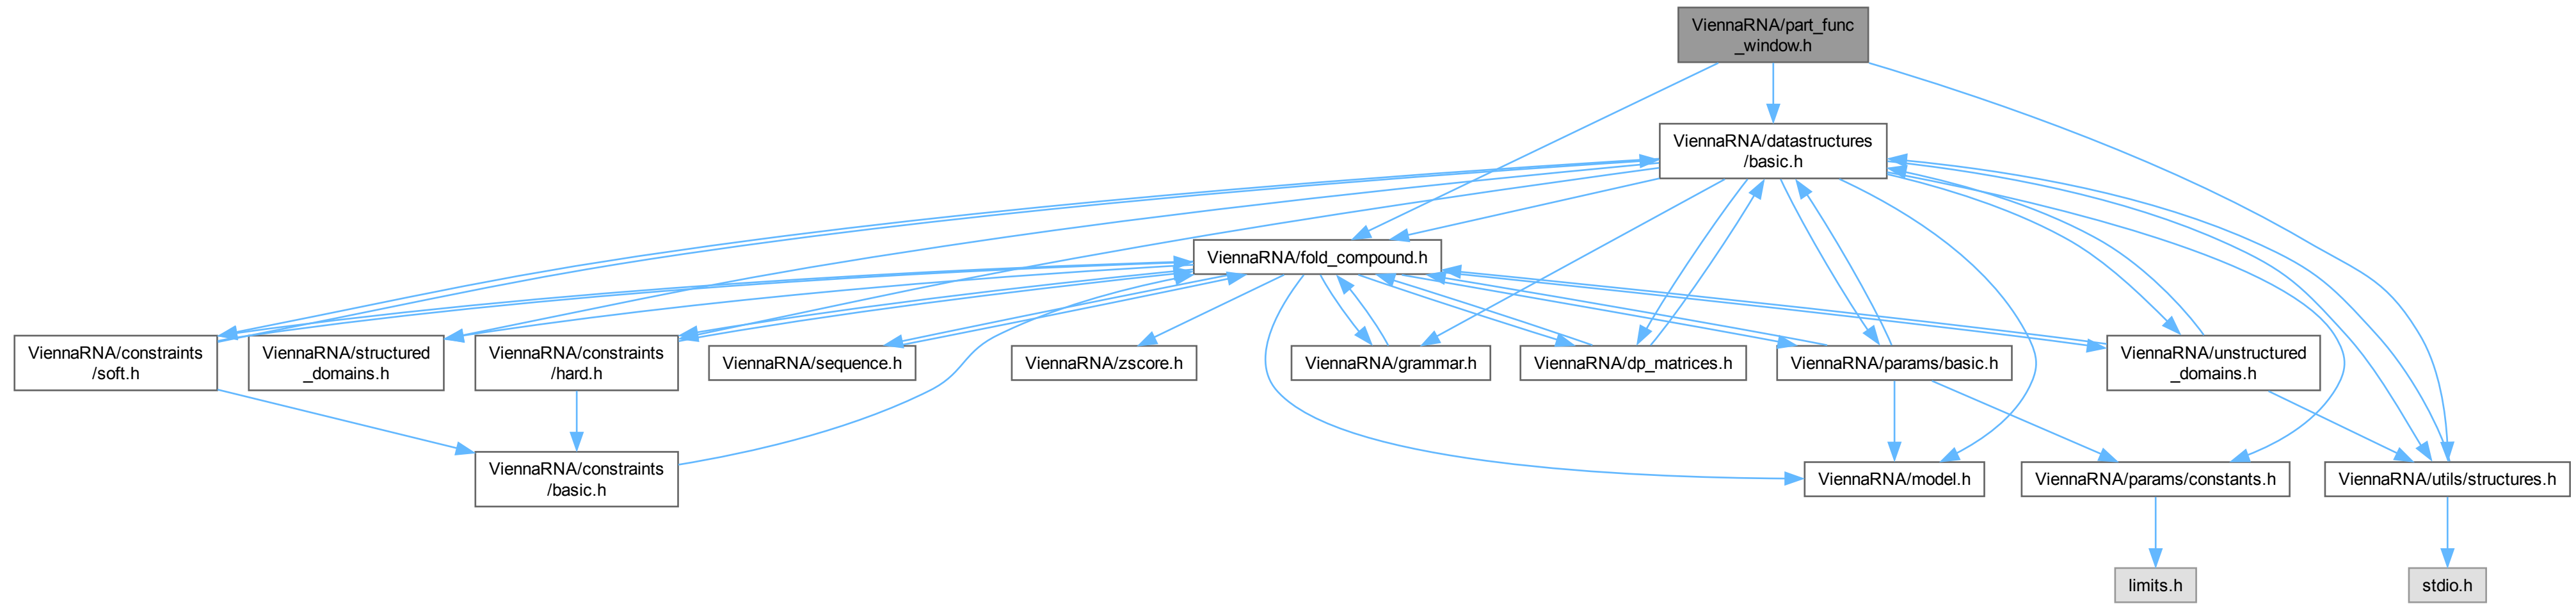 ViennaRNA/part_func
_window.h
ViennaRNA/datastructures
/basic.h
ViennaRNA/fold_compound.h
ViennaRNA/constraints
/soft.h
ViennaRNA/structured
_domains.h
ViennaRNA/constraints
/hard.h
ViennaRNA/sequence.h
ViennaRNA/zscore.h
ViennaRNA/grammar.h
ViennaRNA/dp_matrices.h
ViennaRNA/params/basic.h
ViennaRNA/unstructured
_domains.h
ViennaRNA/constraints
/basic.h
ViennaRNA/model.h
ViennaRNA/params/constants.h
ViennaRNA/utils/structures.h
limits.h
stdio.h